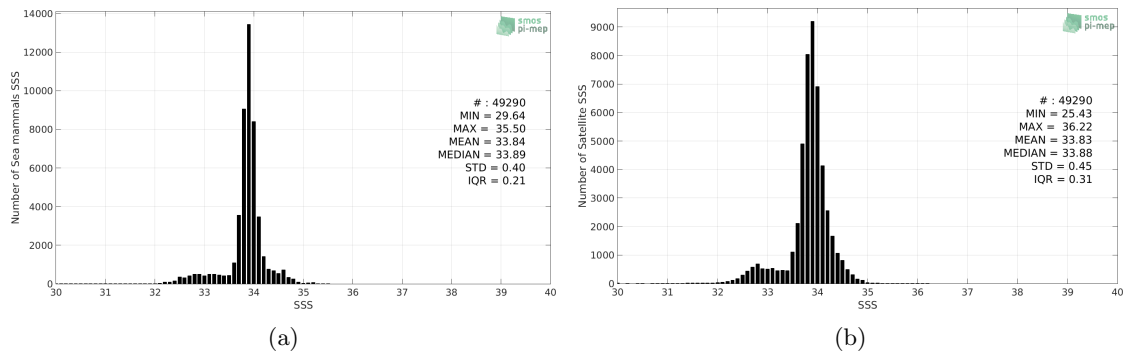 14000
12000
10000
8000
6000
4000
2000
0
Number of Sea mammals SSS
smos
pi-mep
# : 49290
MIN = 29.64
MAX = 35.50
MEAN = 33.84
MEDIAN = 33.89
STD = 0.40
IQR = 0.21
30 31 32 33 34 35 36 37 38 39 40
SSS
(a)
9000
8000
7000
6000
5000
4000
3000
2000
1000
0
Number of Satellite SSS
smos
pi-mep
# : 49290
MIN = 25.43
MAX = 36.22
MEAN = 33.83
MEDIAN = 33.88
STD = 0.45
IQR = 0.31
30 31 32 33 34 35 36 37 38 39 40
SSS
(b)